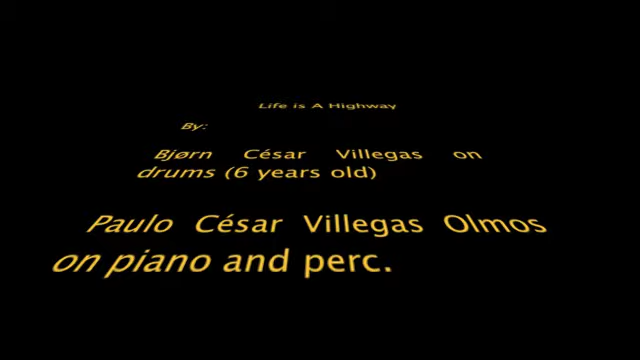 Life is A Highway
By:
Bjørn César Villegas on
drums (6 years old)
Paulo César Villegas Olmos
on piano and perc.